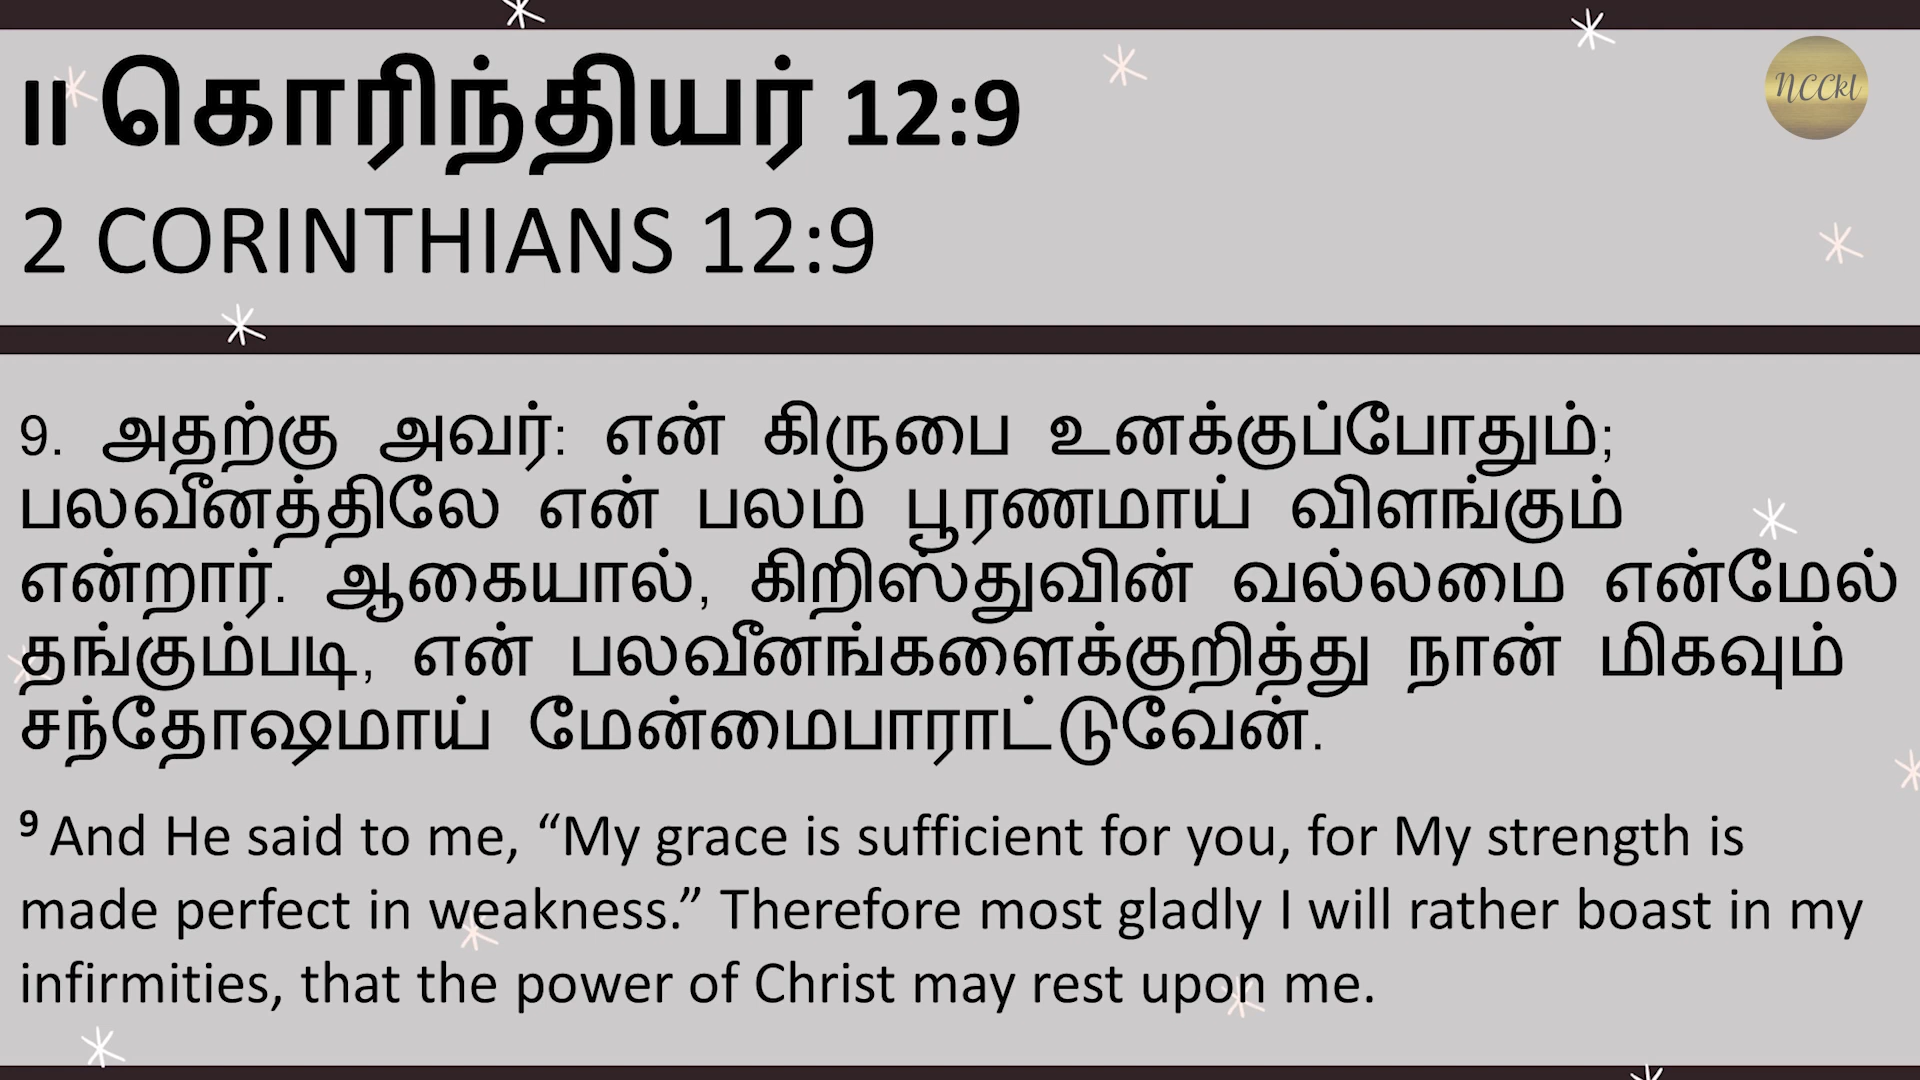 II கொரிந்தியர் 12:9
NCCkl
2 CORINTHIANS 12:9
9. அதற்கு அவர்: என் கிருபை உனக்குப்போதும்;
பலவீனத்திலே என் பலம் பூரணமாய் விளங்கும்
என்றார். ஆகையால், கிறிஸ்துவின் வல்லமை என்மேல்
தங்கும்படி, என் பலவீனங்களைக்குறித்து நான் மிகவும்
சந்தோஷமாய் மேன்மைபாராட்டுவேன்.
9 And He said to me, “My grace is sufficient for you, for My strength is
made perfect in weakness.” Therefore most gladly I will rather boast in my
infirmities, that the power of Christ may rest upon me.